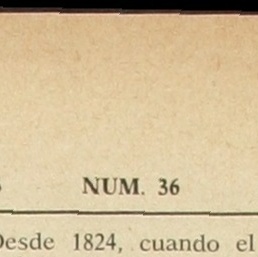 NUM. 36
Desde 1824, cuando el